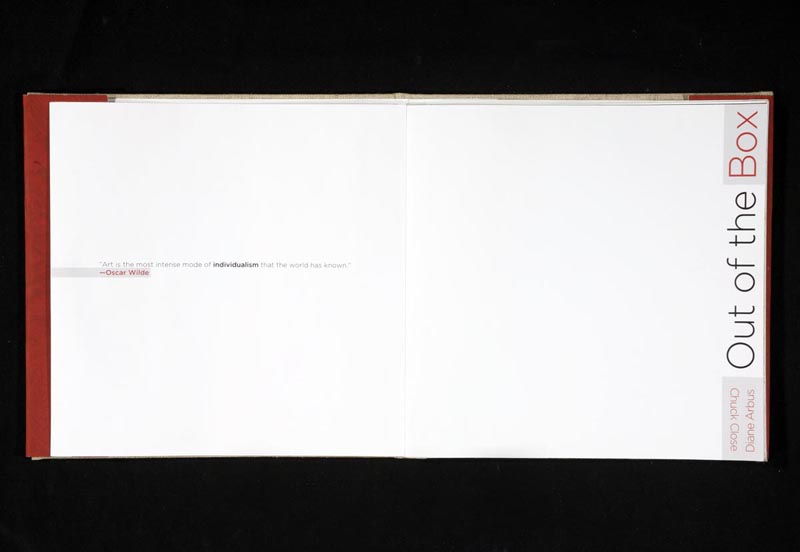 "Art is the most intense mode of individualism that the world has known."
—Oscar Wilde
Out of the Box
Diane Arbus
Chuck Close